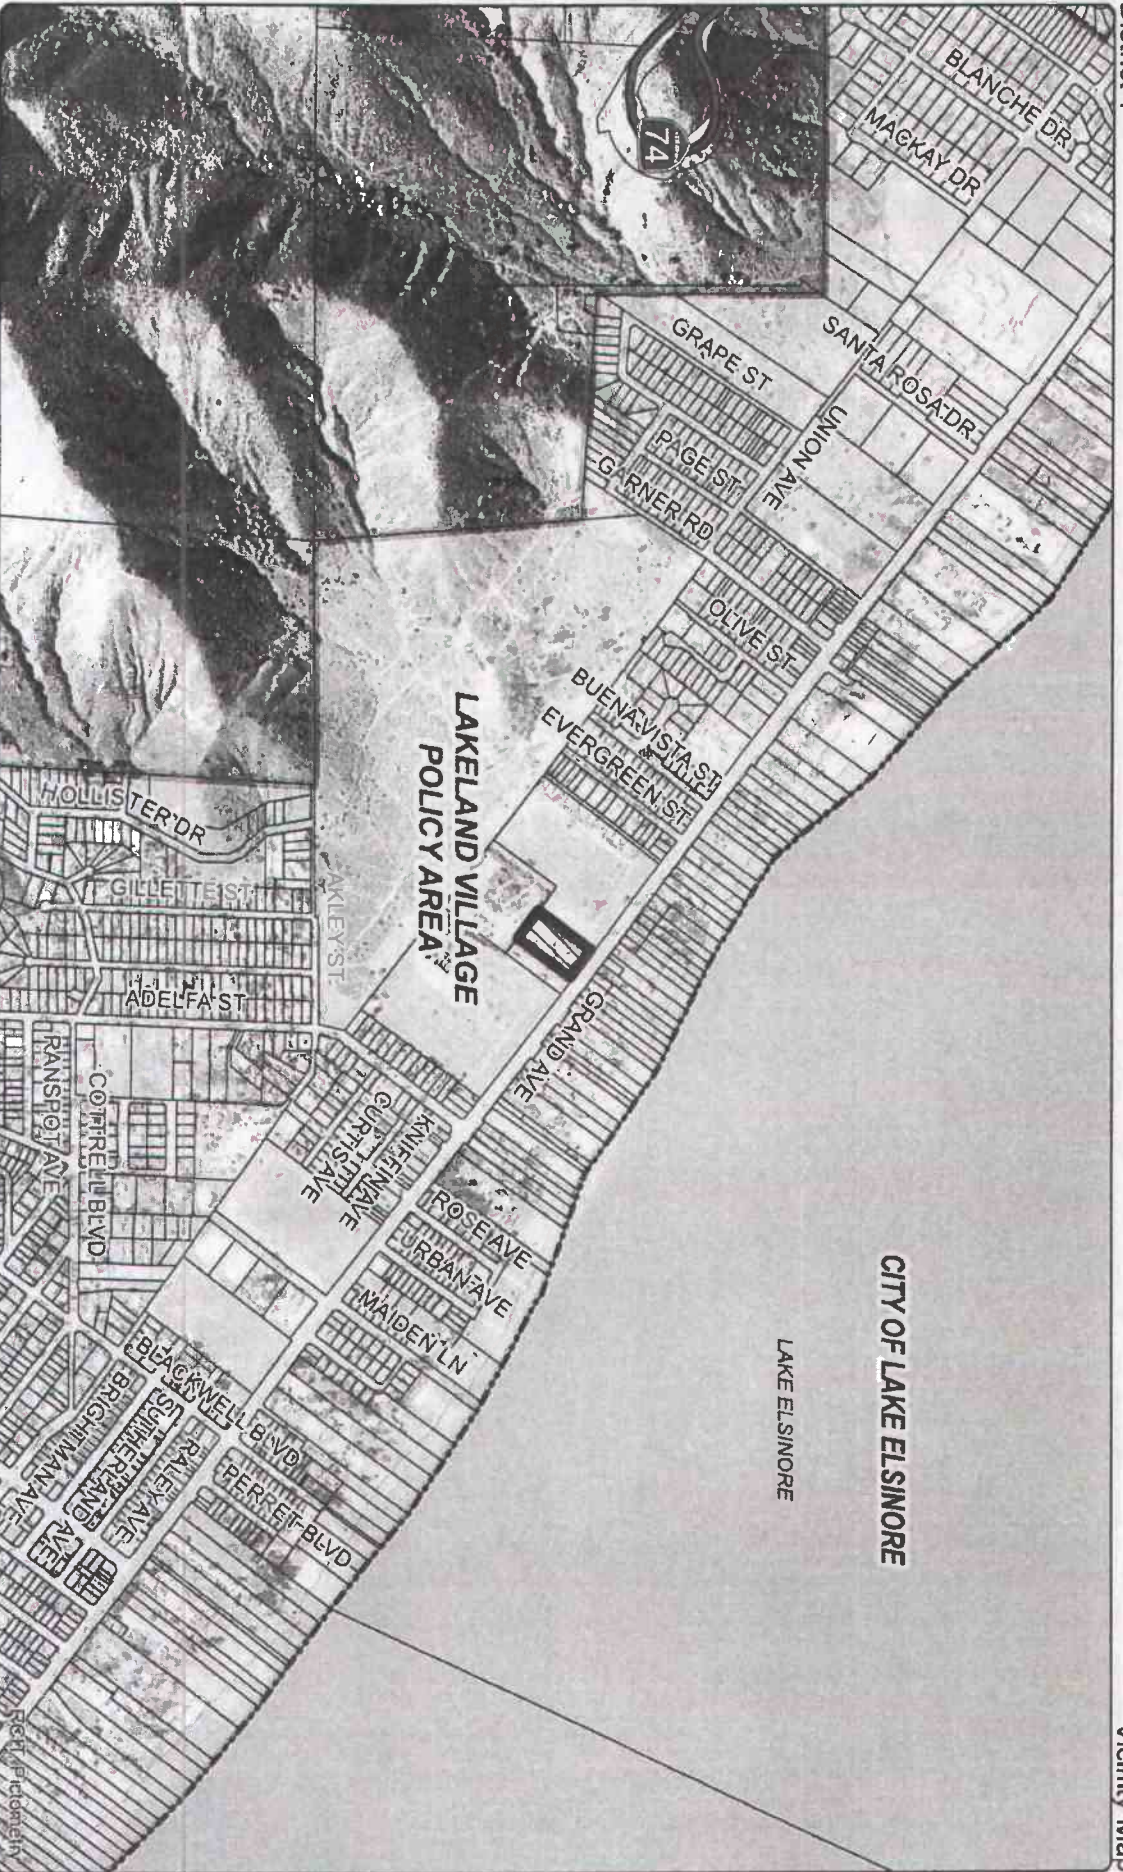 Vicinity Map
BLANCHE DR
MACKAY DR
74
GRAPE ST
SANTA ROSA DR
UNION AVE
PAGE ST
GARNER RD
OLIVE ST
BUENA VISTA ST
EVERGREEN ST
LAKELAND VILLAGE
POLICY AREA
HOLLISTER DR
GILLETTE ST
AKLEY ST
ADELFA ST
GRAND AVE
CITY OF LAKE ELSINORE
LAKE ELSINORE
COTTRELL BLVD
KNIFFIN AVE
CURTIS AVE
ROSE AVE
URBAN AVE
MAIDEN LN
BLACKWELL BLVD
BRIGHTMAN AVE
SUTHERLAND AVE
RALEY AVE
PERRET BLVD